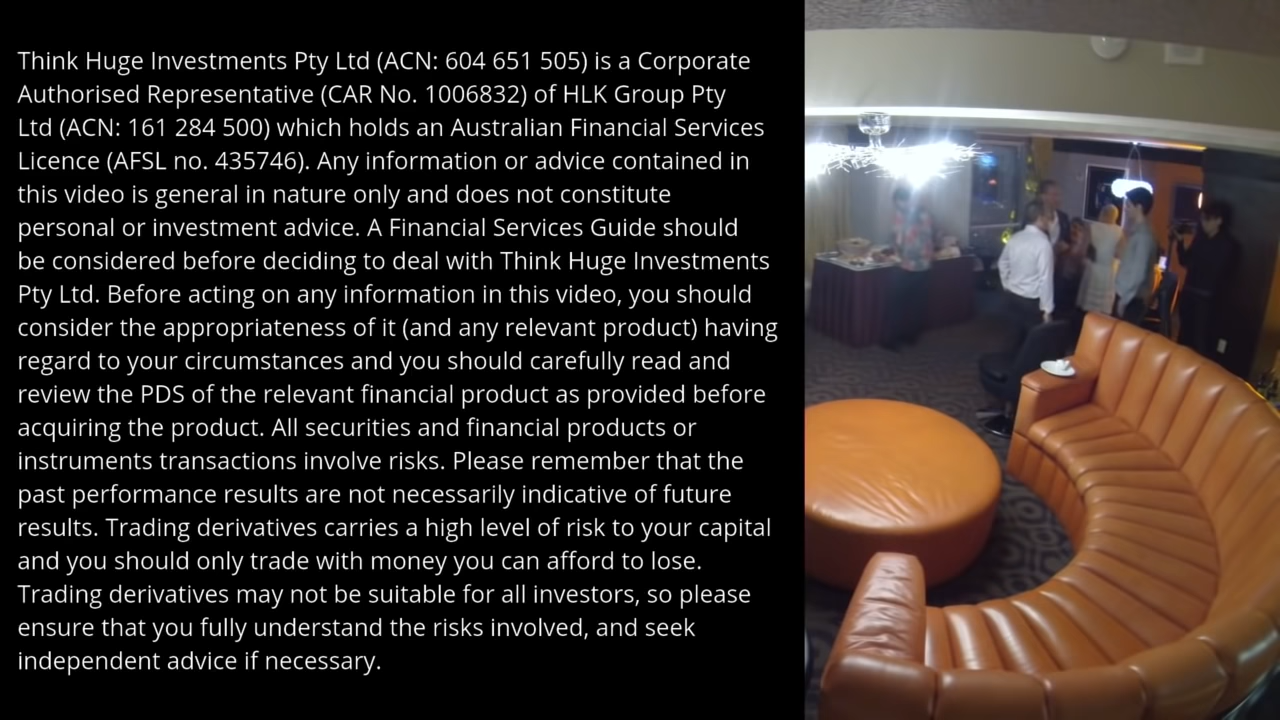 Think Huge Investments Pty Ltd (ACN: 604 651 505) is a Corporate
Authorised Representative (CAR No. 1006832) of HLK Group Pty
Ltd (ACN: 161 284 500) which holds an Australian Financial Services
Licence (AFSL no. 435746). Any information or advice contained in
this video is general in nature only and does not constitute
personal or investment advice. A Financial Services Guide should
be considered before deciding to deal with Think Huge Investments
Pty Ltd. Before acting on any information in this video, you should
consider the appropriateness of it (and any relevant product) having
regard to your circumstances and you should carefully read and
review the PDS of the relevant financial product as provided before
acquiring the product. All securities and financial products or
instruments transactions involve risks. Please remember that the
past performance results are not necessarily indicative of future
results. Trading derivatives carries a high level of risk to your capital
and you should only trade with money you can afford to lose.
Trading derivatives may not be suitable for all investors, so please
ensure that you fully understand the risks involved, and seek
independent advice if necessary.